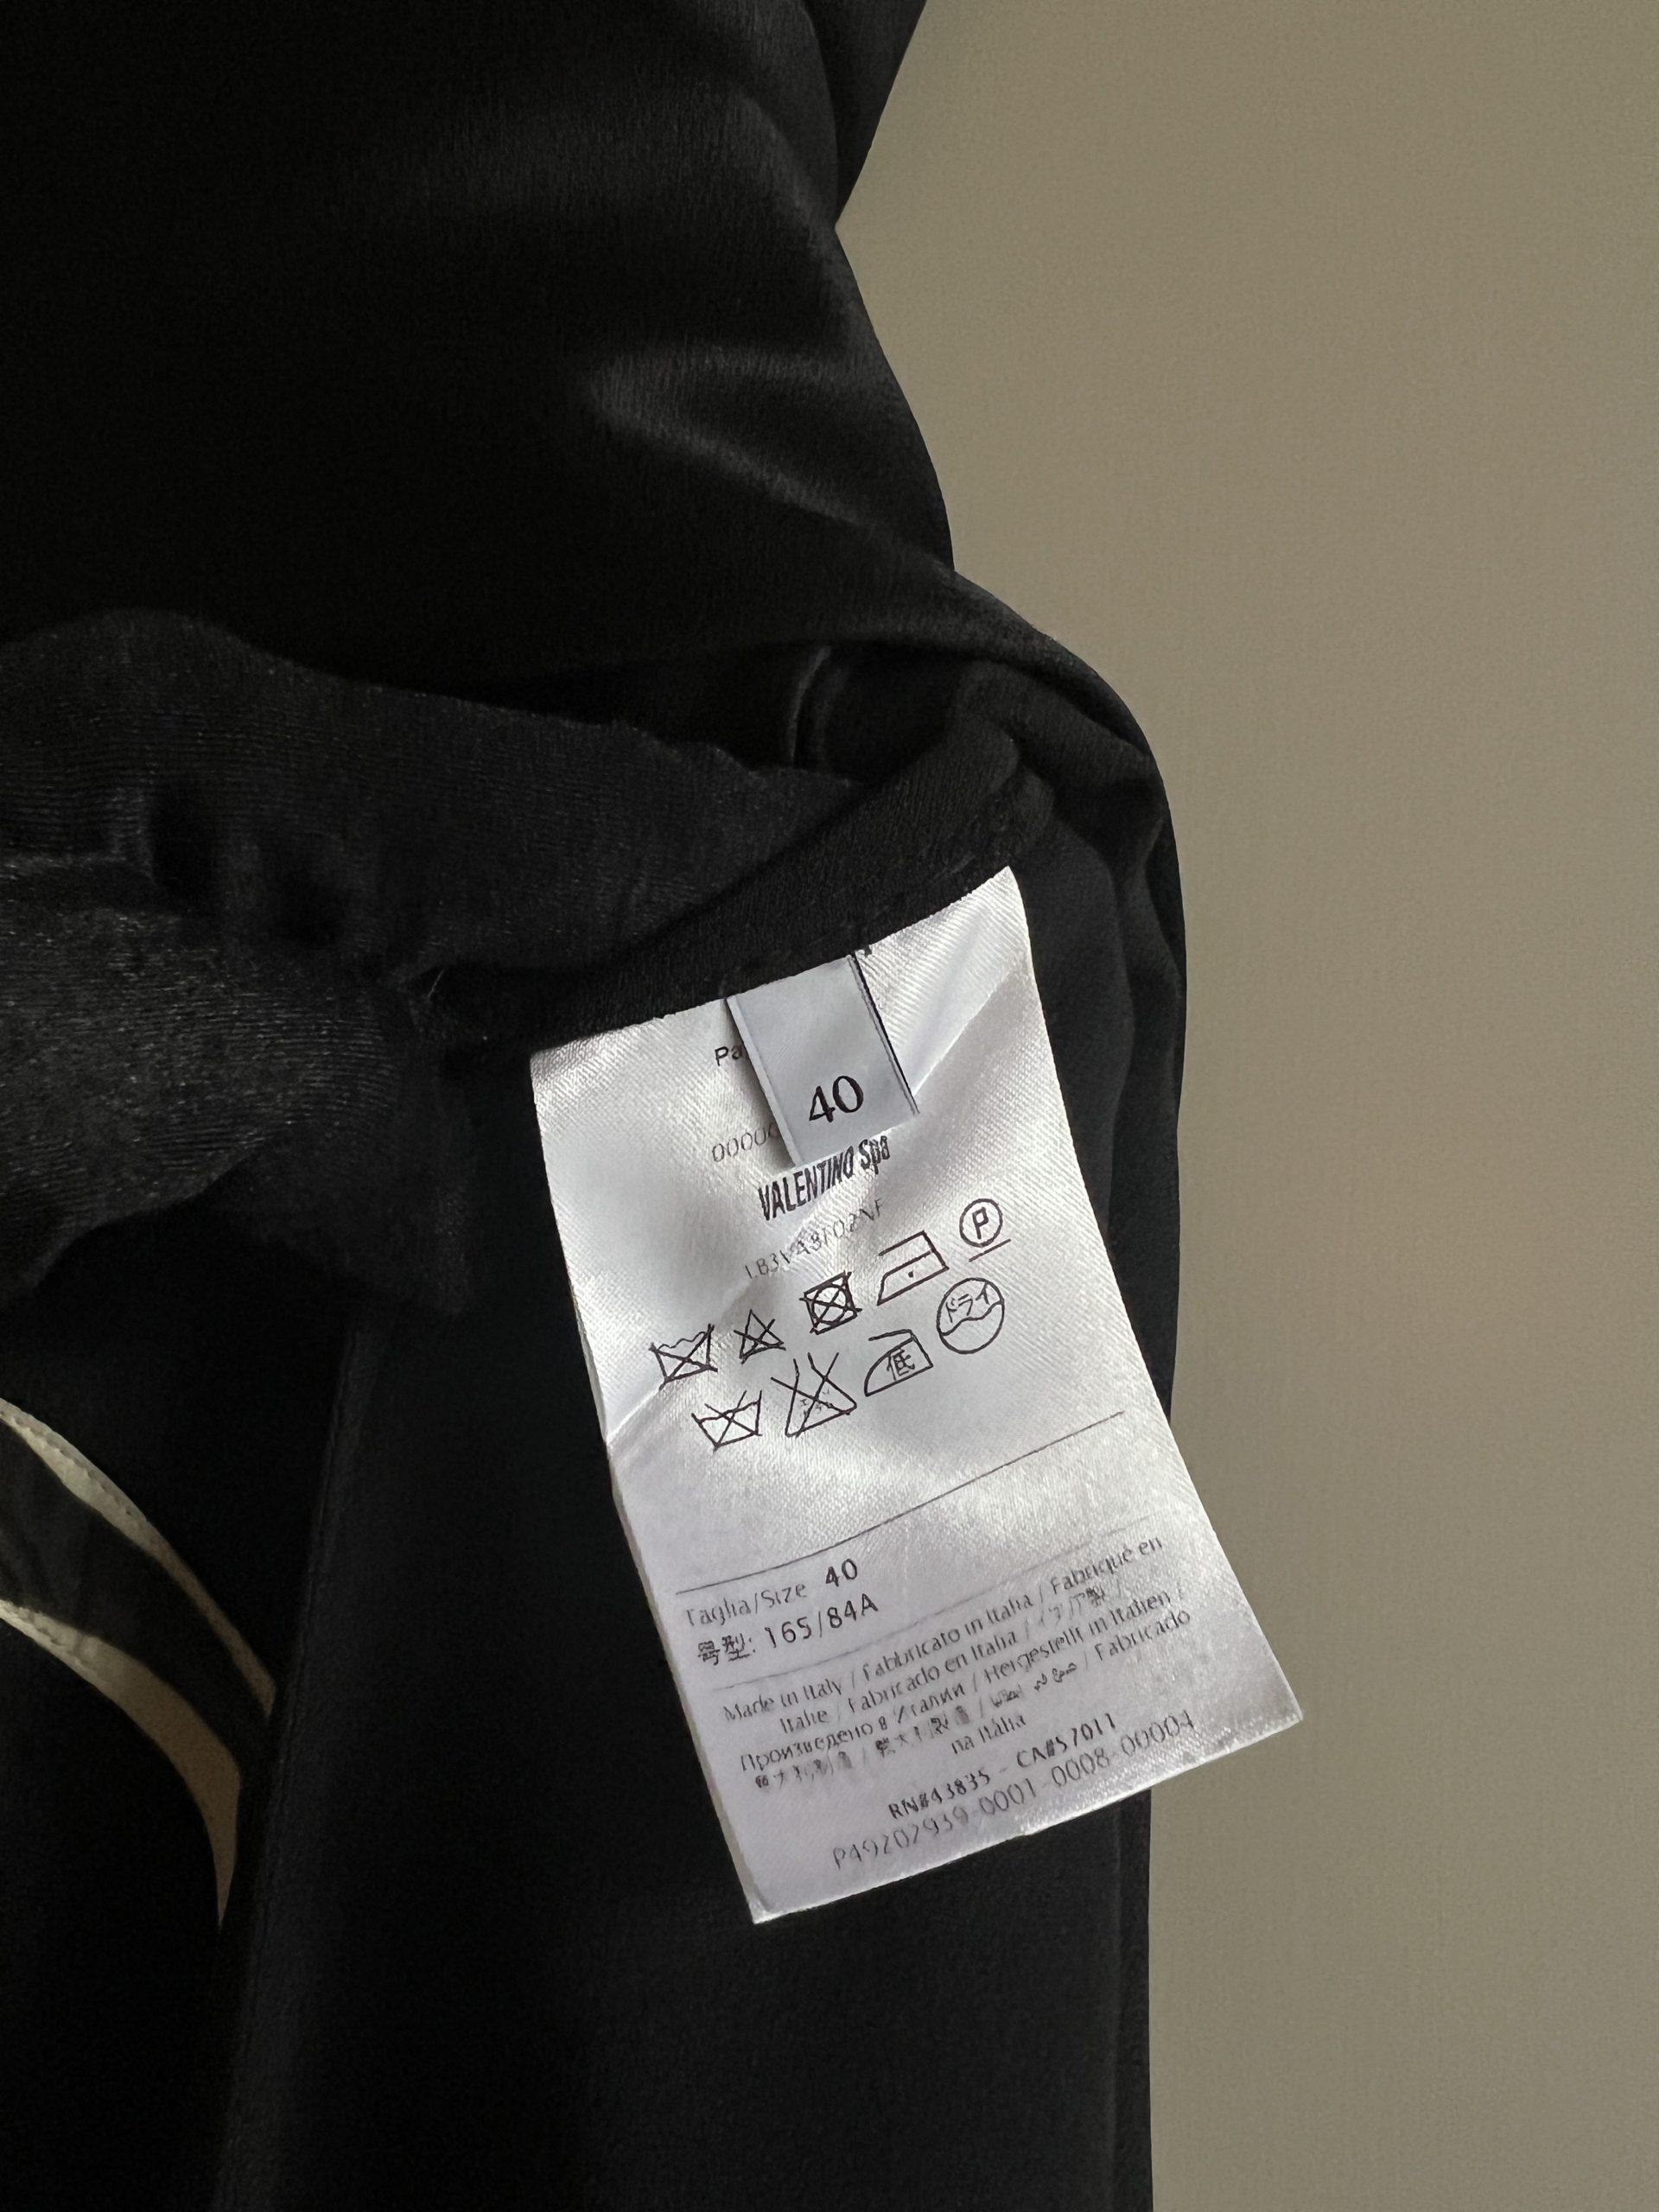 40
VALENTINO Spa
P
ドライ
低
Taglia/Size 40
号型: 165/84A
Made in Italy / Fabbricato in Italia / Fabriqué en
Italie / Fabricado en Italia / イタリア製 /
Произведено в Италии / Hergestellt in Italien /
/ Fabricado
na Itália
RN#43835 - CA#57011
P49202939-0001-0008-00004